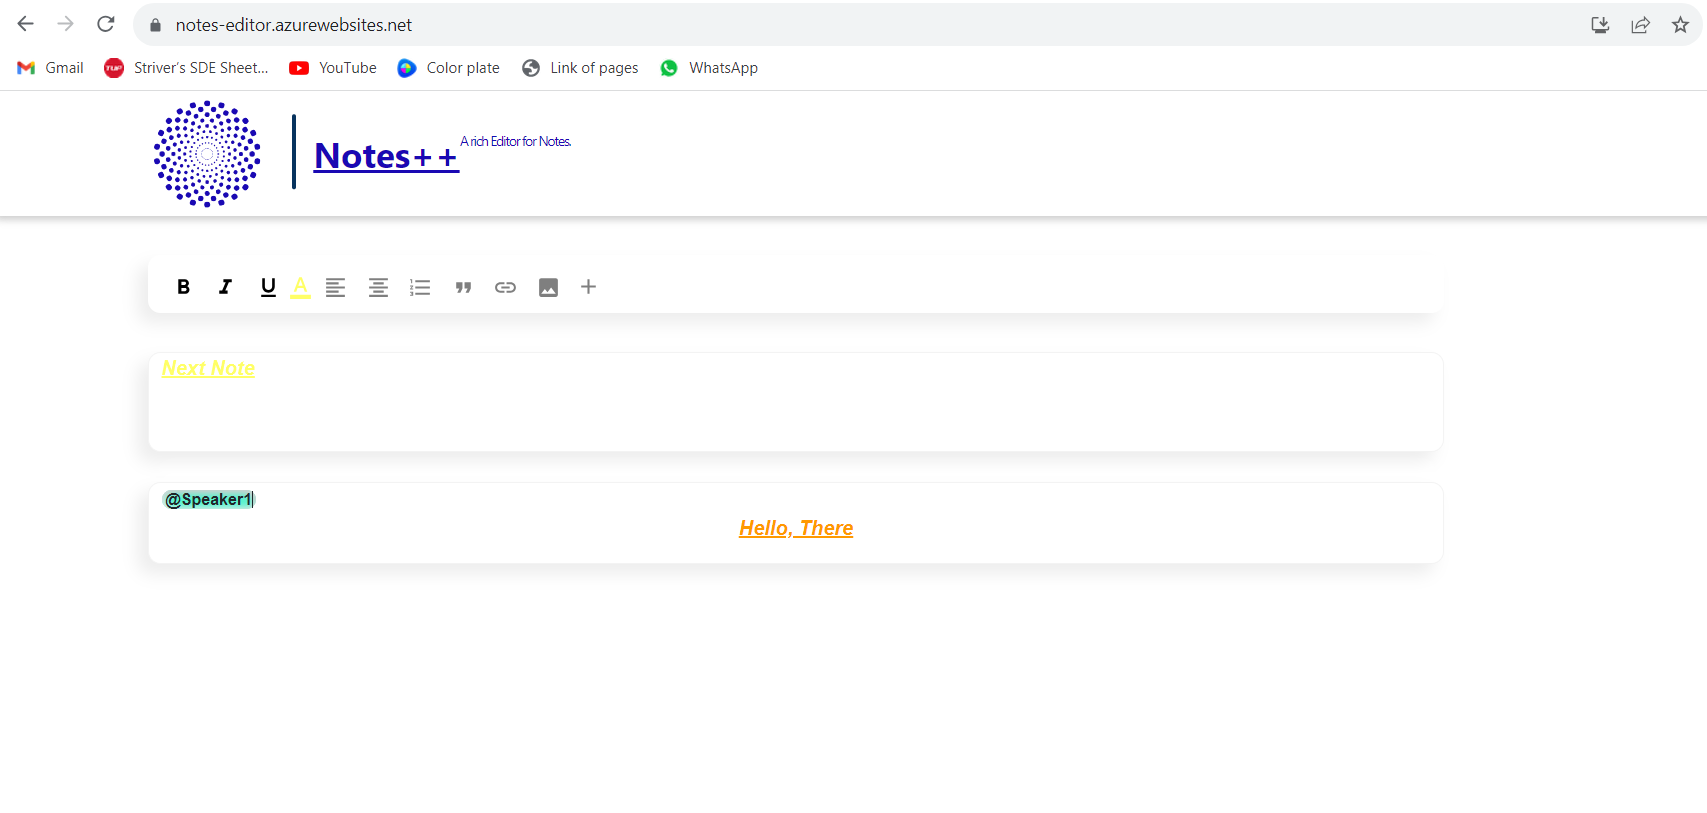 notes-editor.azurewebsites.net
Gmail
Striver's SDE Sheet...
YouTube
Color plate
Link of pages
WhatsApp
Notes++
A rich Editor for Notes.
B I U A
Next Note
@Speaker1
Hello, There